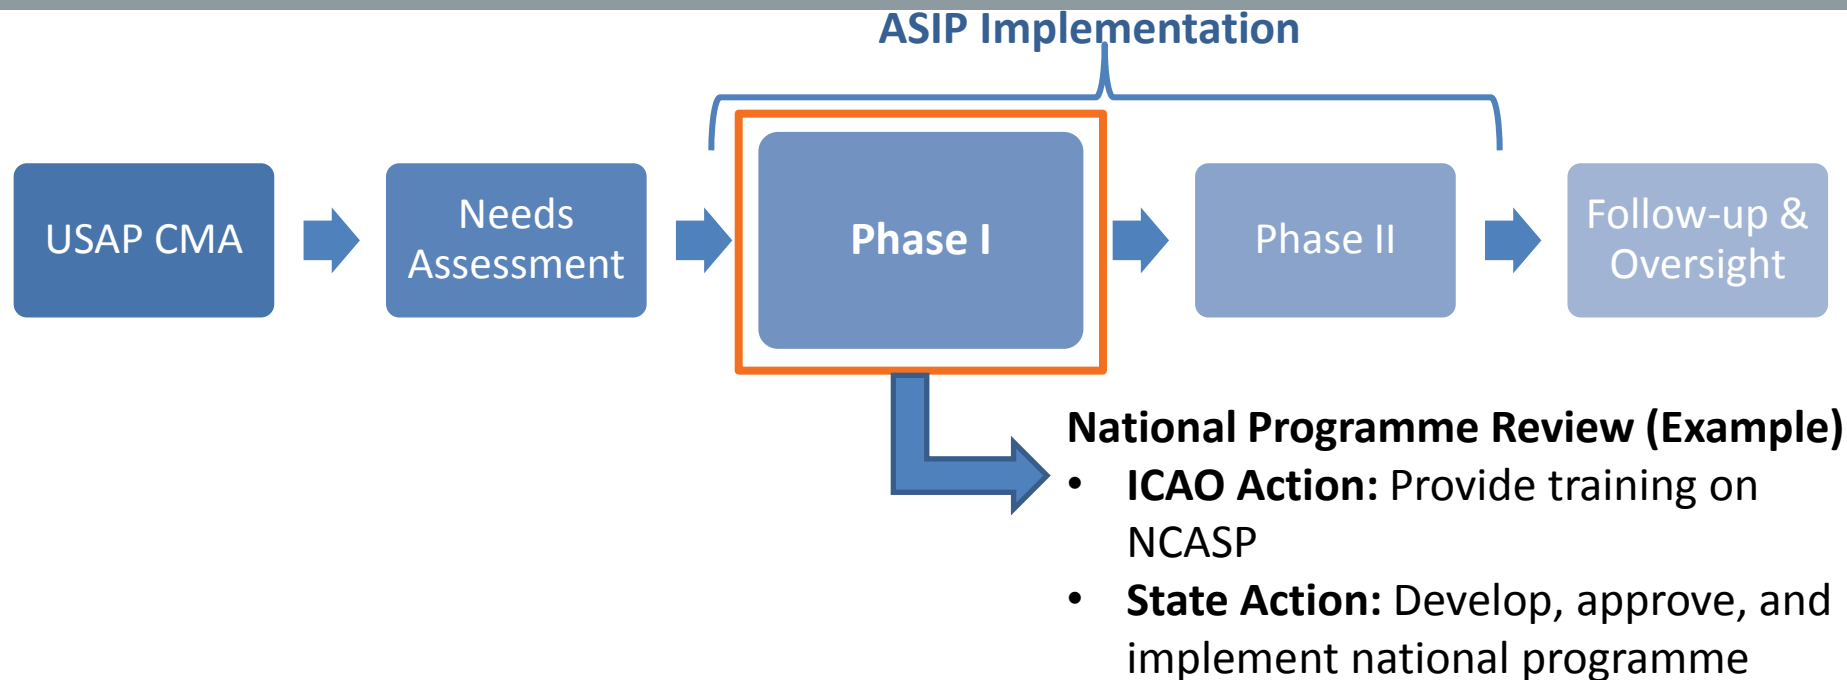 ASIP Implementation
USAP CMA
Needs
Assessment
Phase I
Phase II
Follow-up &
Oversight
National Programme Review (Example)
• ICAO Action: Provide training on
NCASP
• State Action: Develop, approve, and
implement national programme